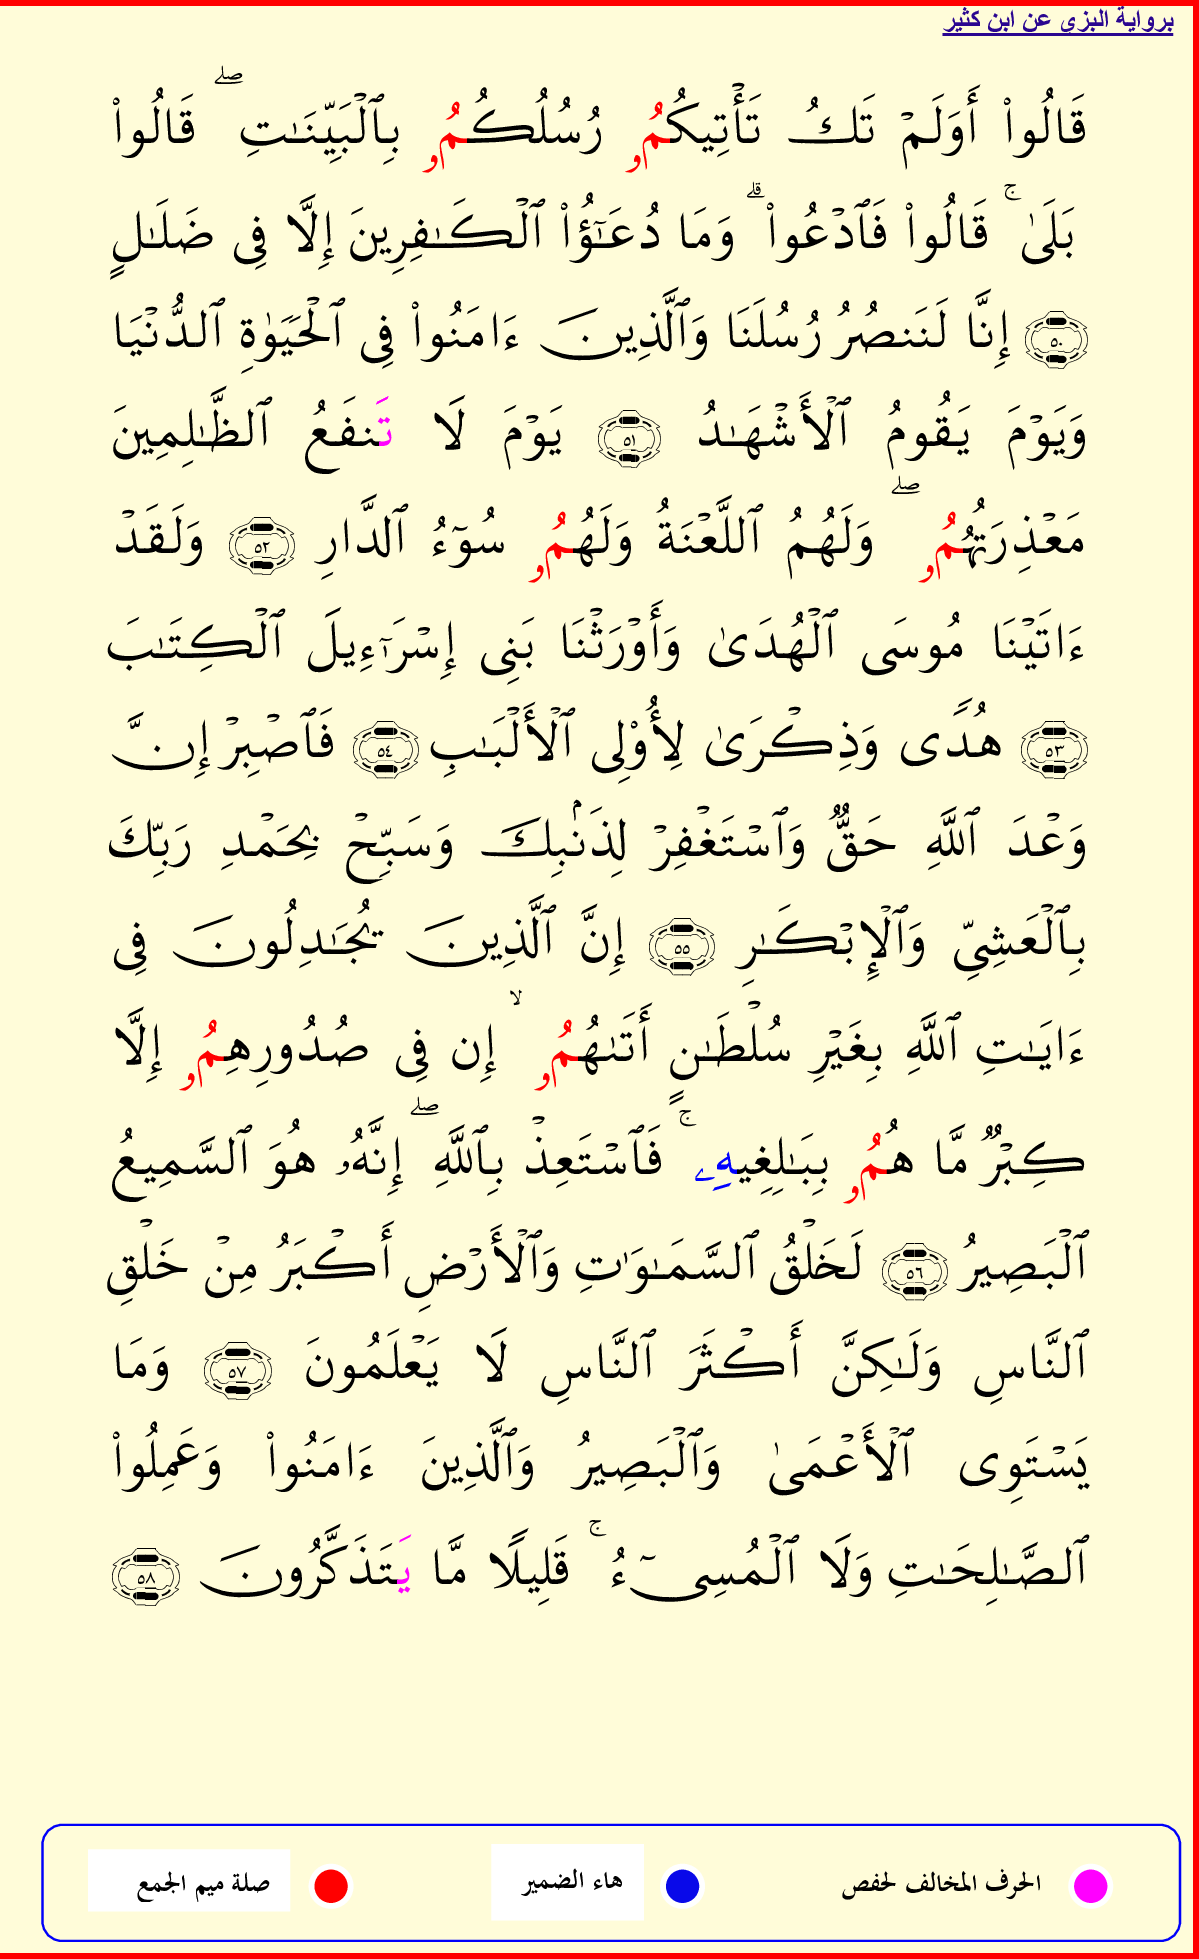 برواية البزي عن ابن كثير
قَالُوا۟ أَوَلَمْ تَكُ تَأْتِيكُمُۥ رُسُلُكُمُۥ بِٱلْبَيِّنَـٰتِ ۖ قَالُوا۟
بَلَىٰ ۚ قَالُوا۟ فَٱدْعُوا۟ ۗ وَمَا دُعَـٰٓؤُا۟ ٱلْكَـٰفِرِينَ إِلَّا فِى ضَلَـٰلٍ
٥٠ إِنَّا لَنَنصُرُ رُسُلَنَا وَٱلَّذِينَ ءَامَنُوا۟ فِى ٱلْحَيَوٰةِ ٱلدُّنْيَا
وَيَوْمَ يَقُومُ ٱلْأَشْهَـٰدُ ٥١ يَوْمَ لَا تَنفَعُ ٱلظَّـٰلِمِينَ
مَعْذِرَتُهُمُۥ ۖ وَلَهُمُ ٱللَّعْنَةُ وَلَهُمُۥ سُوٓءُ ٱلدَّارِ ٥٢ وَلَقَدْ
ءَاتَيْنَا مُوسَى ٱلْهُدَىٰ وَأَوْرَثْنَا بَنِى إِسْرَـٰٓءِيلَ ٱلْكِتَـٰبَ
٥٣ هُدًى وَذِكْرَىٰ لِأُو۟لِى ٱلْأَلْبَـٰبِ ٥٤ فَٱصْبِرْ إِنَّ
وَعْدَ ٱللَّهِ حَقٌّ وَٱسْتَغْفِرْ لِذَنۢبِكَ وَسَبِّحْ بِحَمْدِ رَبِّكَ
بِٱلْعَشِىِّ وَٱلْإِبْكَـٰرِ ٥٥ إِنَّ ٱلَّذِينَ يُجَـٰدِلُونَ فِى
ءَايَـٰتِ ٱللَّهِ بِغَيْرِ سُلْطَـٰنٍ أَتَىٰهُمُۥ ۙ إِن فِى صُدُورِهِمُۥ إِلَّا
كِبْرٌ مَّا هُمُۥ بِبَـٰلِغِيهِۦ ۚ فَٱسْتَعِذْ بِٱللَّهِ ۖ إِنَّهُۥ هُوَ ٱلسَّمِيعُ
ٱلْبَصِيرُ ٥٦ لَخَلْقُ ٱلسَّمَـٰوَٰتِ وَٱلْأَرْضِ أَكْبَرُ مِنْ خَلْقِ
ٱلنَّاسِ وَلَـٰكِنَّ أَكْثَرَ ٱلنَّاسِ لَا يَعْلَمُونَ ٥٧ وَمَا
يَسْتَوِى ٱلْأَعْمَىٰ وَٱلْبَصِيرُ وَٱلَّذِينَ ءَامَنُوا۟ وَعَمِلُوا۟
ٱلصَّـٰلِحَـٰتِ وَلَا ٱلْمُسِىٓءُ ۚ قَلِيلًا مَّا يَتَذَكَّرُونَ ٥٨
الحرف المخالف لحفص هاء الضمير صلة ميم الجمع